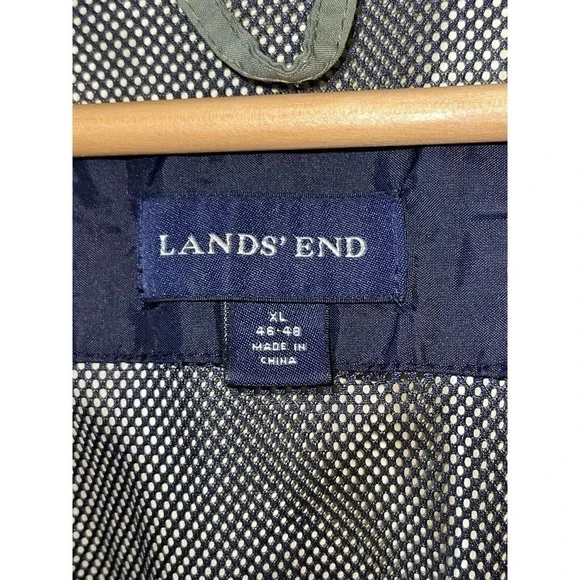 LANDS' END
XL
46-48
MADE IN
CHINA